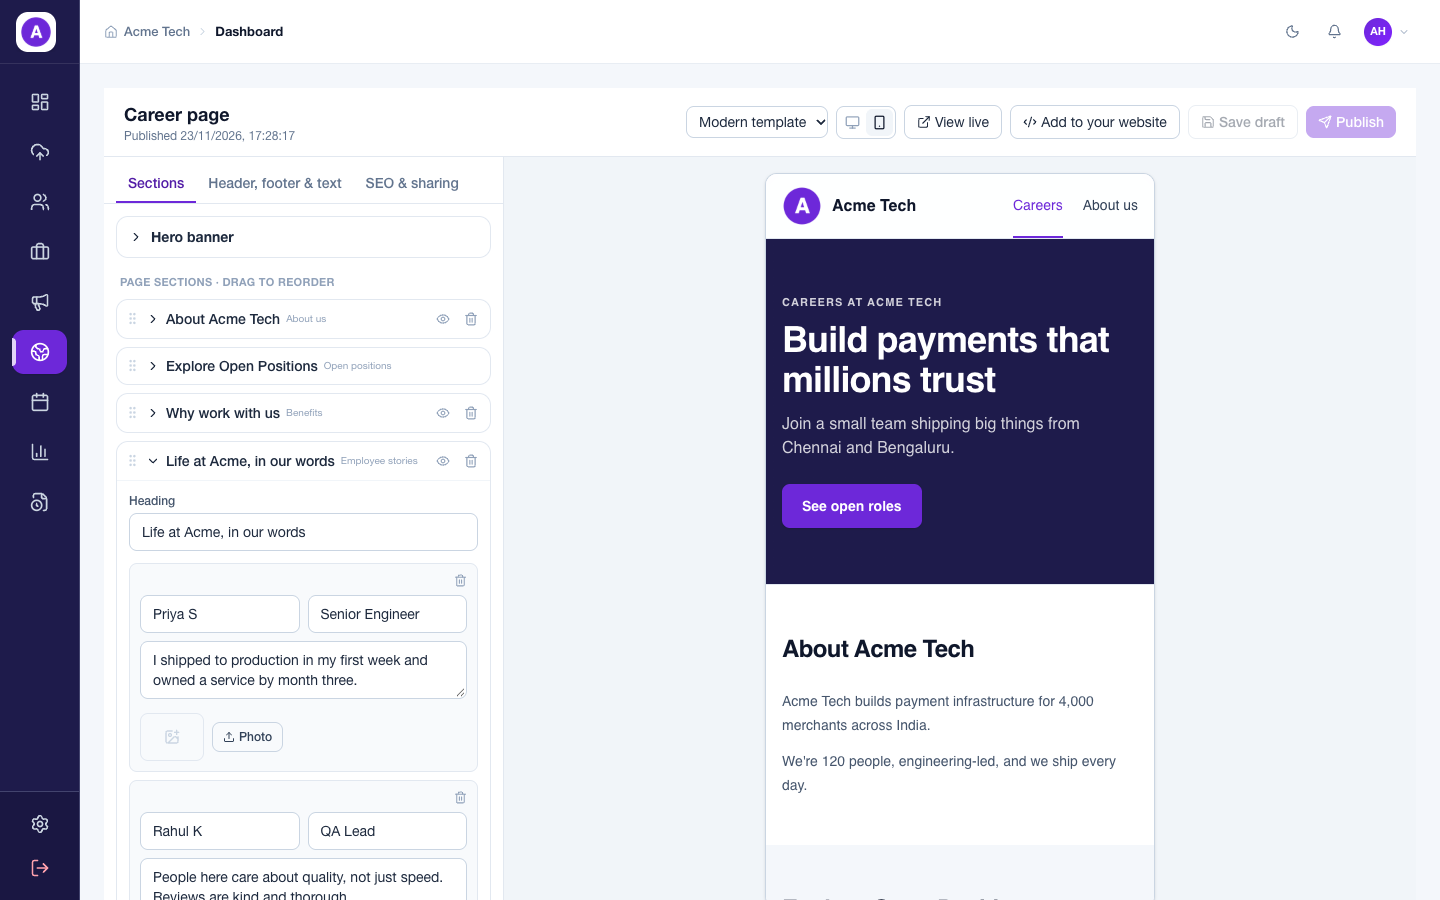 A
Acme Tech
Dashboard
AH
Career page
Published 23/11/2026, 17:28:17
Modern template
View live
Add to your website
Save draft
Publish
Sections
Header, footer & text
SEO & sharing
Hero banner
PAGE SECTIONS · DRAG TO REORDER
About Acme Tech About us
Explore Open Positions Open positions
Why work with us Benefits
Life at Acme, in our words Employee stories
Heading
Life at Acme, in our words
Priya S
Senior Engineer
I shipped to production in my first week and
owned a service by month three.
Photo
Rahul K
QA Lead
People here care about quality, not just speed.
Reviews are kind and thorough.
A
Acme Tech
Careers
About us
CAREERS AT ACME TECH
Build payments that
millions trust
Join a small team shipping big things from
Chennai and Bengaluru.
See open roles
About Acme Tech
Acme Tech builds payment infrastructure for 4,000
merchants across India.
We're 120 people, engineering-led, and we ship every
day.